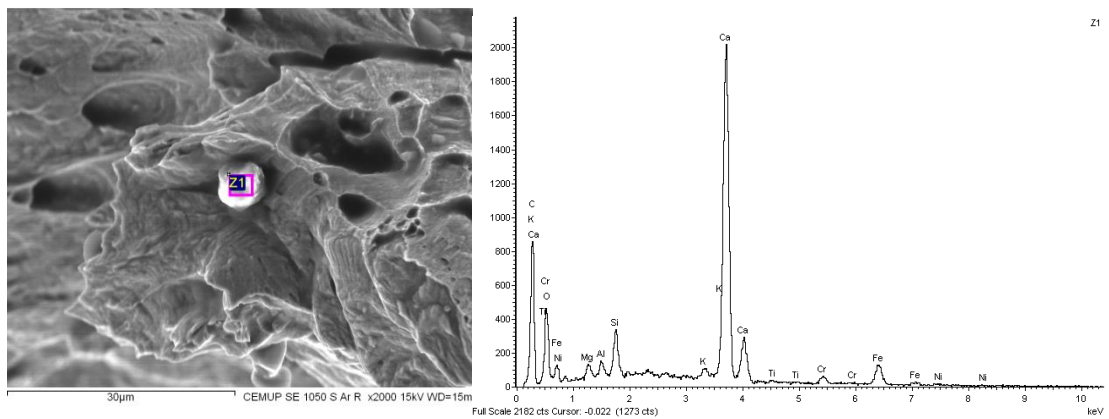 Z1
30µm
CEMUP SE 1050 S Ar R x2000 15kV WD=15m
Z1
2000
1800
1600
1400
1200
1000
800
600
400
200
0
Ca
C
K
Ca
Cr
O
Ti
Fe
Ni
Mg
Al
Si
K
K
Ca
Ti
Ti
Cr
Cr
Fe
Fe
Ni
Ni
0 1 2 3 4 5 6 7 8 9 10
Full Scale 2182 cts Cursor: -0.022 (1273 cts)
keV